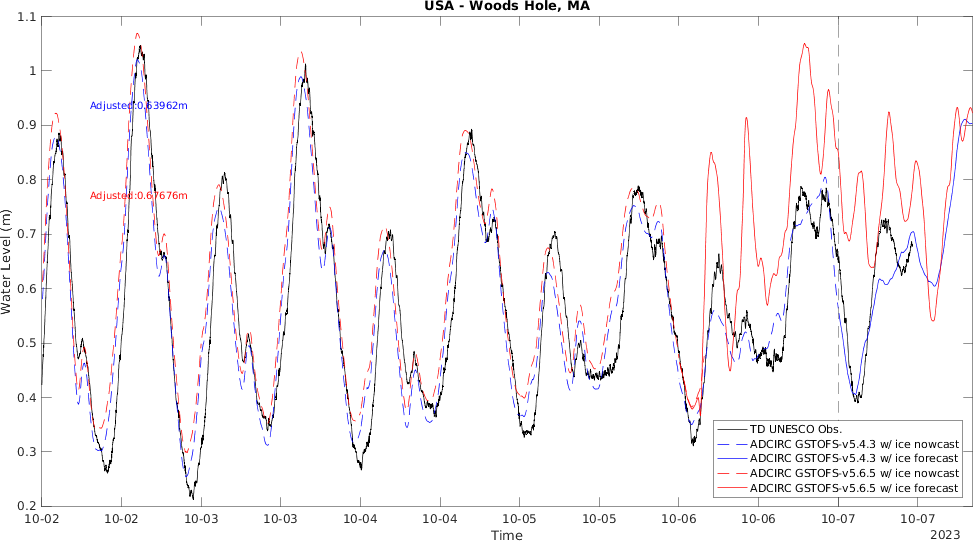 USA - Woods Hole, MA
1.1
1
0.9
0.8
0.7
0.6
0.5
0.4
0.3
0.2
Water Level (m)
Adjusted:0.63962m
Adjusted:0.67676m
TD UNESCO Obs.
ADCIRC GSTOFS-v5.4.3 w/ ice nowcast
ADCIRC GSTOFS-v5.4.3 w/ ice forecast
ADCIRC GSTOFS-v5.6.5 w/ ice nowcast
ADCIRC GSTOFS-v5.6.5 w/ ice forecast
10-02 10-02 10-03 10-03 10-04 10-04 10-05 10-05 10-06 10-06 10-07 10-07
Time
2023